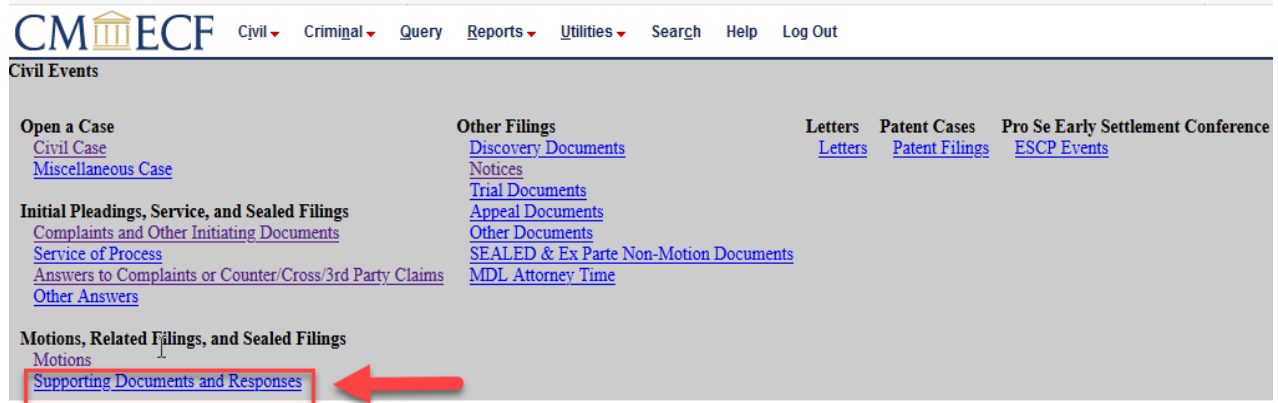 CM ECF Civil Criminal Query Reports Utilities Search Help Log Out
Civil Events
Open a Case
Civil Case
Miscellaneous Case
Initial Pleadings, Service, and Sealed Filings
Complaints and Other Initiating Documents
Service of Process
Answers to Complaints or Counter/Cross/3rd Party Claims
Other Answers
Motions, Related Filings, and Sealed Filings
Motions
Supporting Documents and Responses
Other Filings
Discovery Documents
Notices
Trial Documents
Appeal Documents
Other Documents
SEALED & Ex Parte Non-Motion Documents
MDL Attorney Time
Letters
Letters
Patent Cases
Patent Filings
Pro Se Early Settlement Conference
ESCP Events